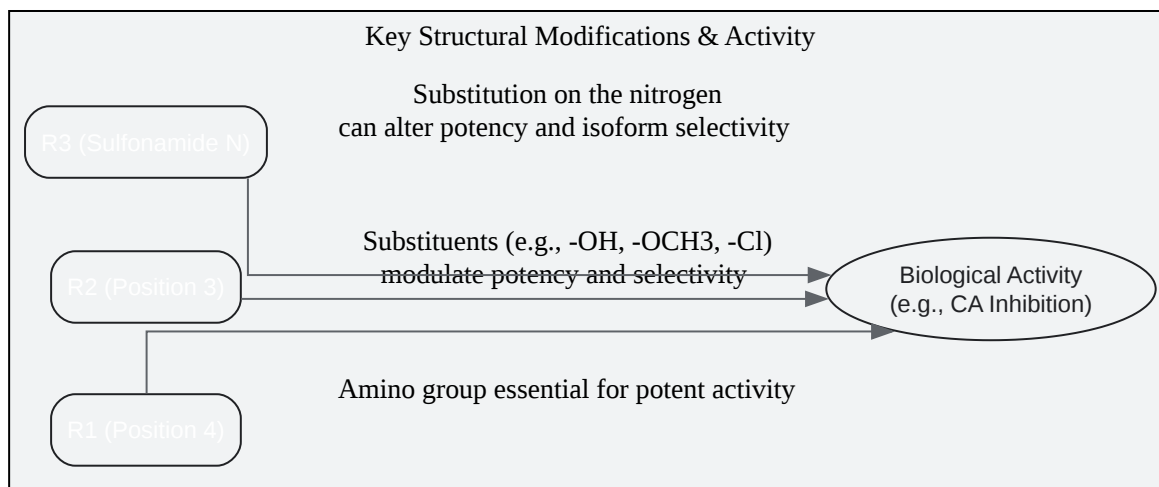 Key Structural Modifications & Activity
Substitution on the nitrogen
can alter potency and isoform selectivity
R3 (Sulfonamide N)
Substituents (e.g., -OH, -OCH3, -Cl)
modulate potency and selectivity
R2 (Position 3)
Biological Activity
(e.g., CA Inhibition)
Amino group essential for potent activity
R1 (Position 4)